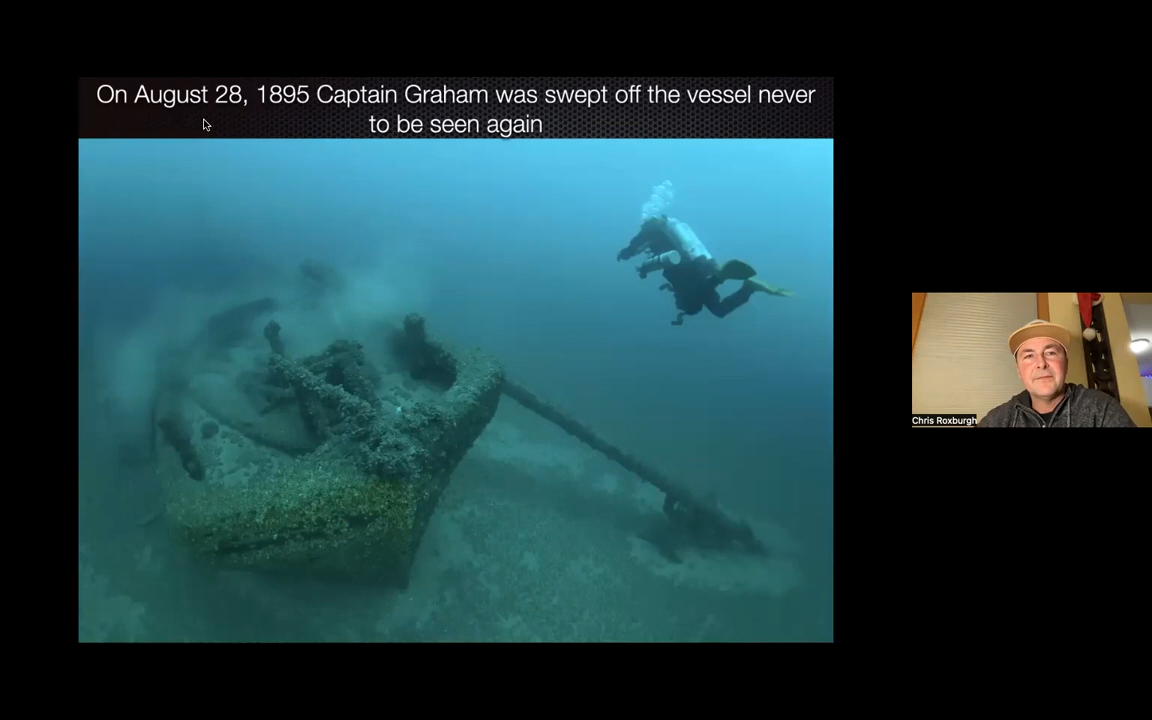 On August 28, 1895 Captain Graham was swept off the vessel never
to be seen again
Chris Roxburgh